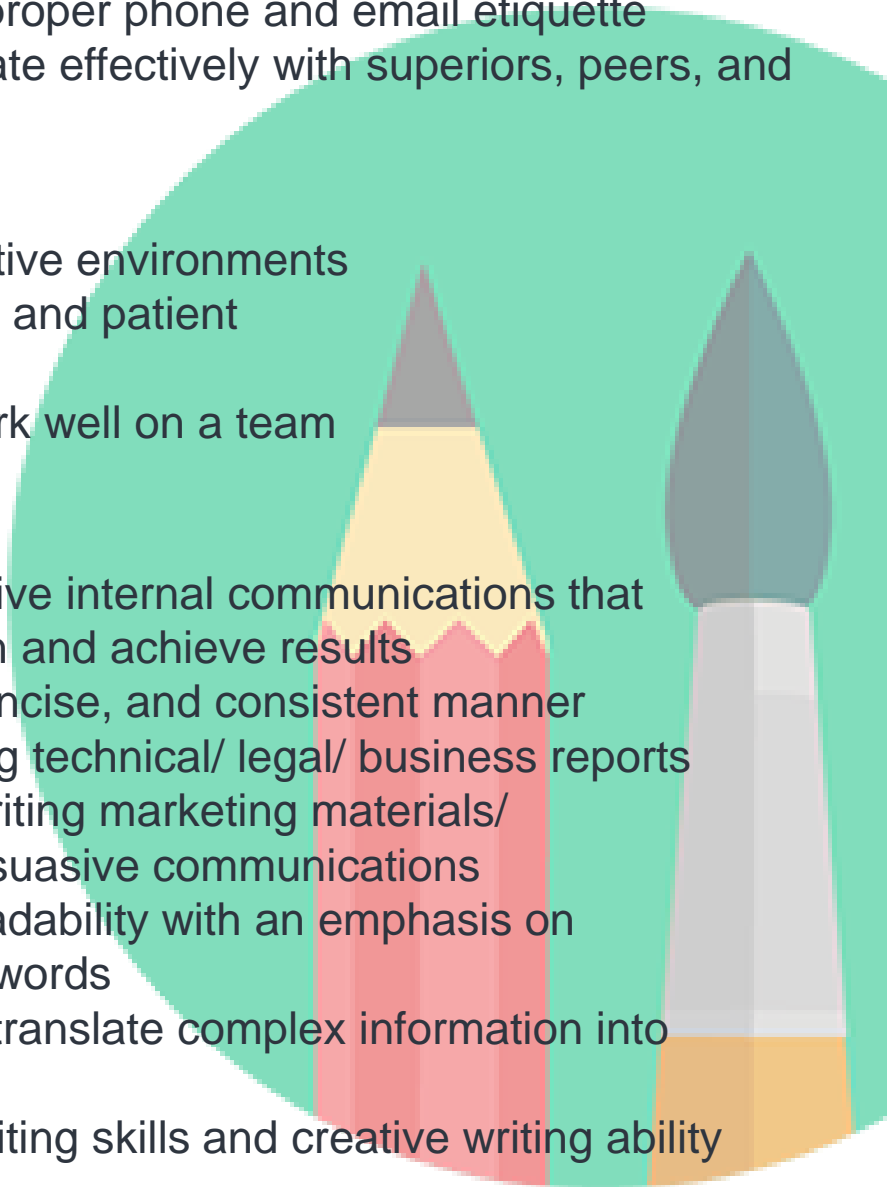 proper phone and email etiquette
ate effectively with superiors, peers, and
tive environments
and patient
rk well on a team
ive internal communications that
n and achieve results
ncise, and consistent manner
g technical/ legal/ business reports
riting marketing materials/
suasive communications
adability with an emphasis on
words
translate complex information into
iting skills and creative writing ability